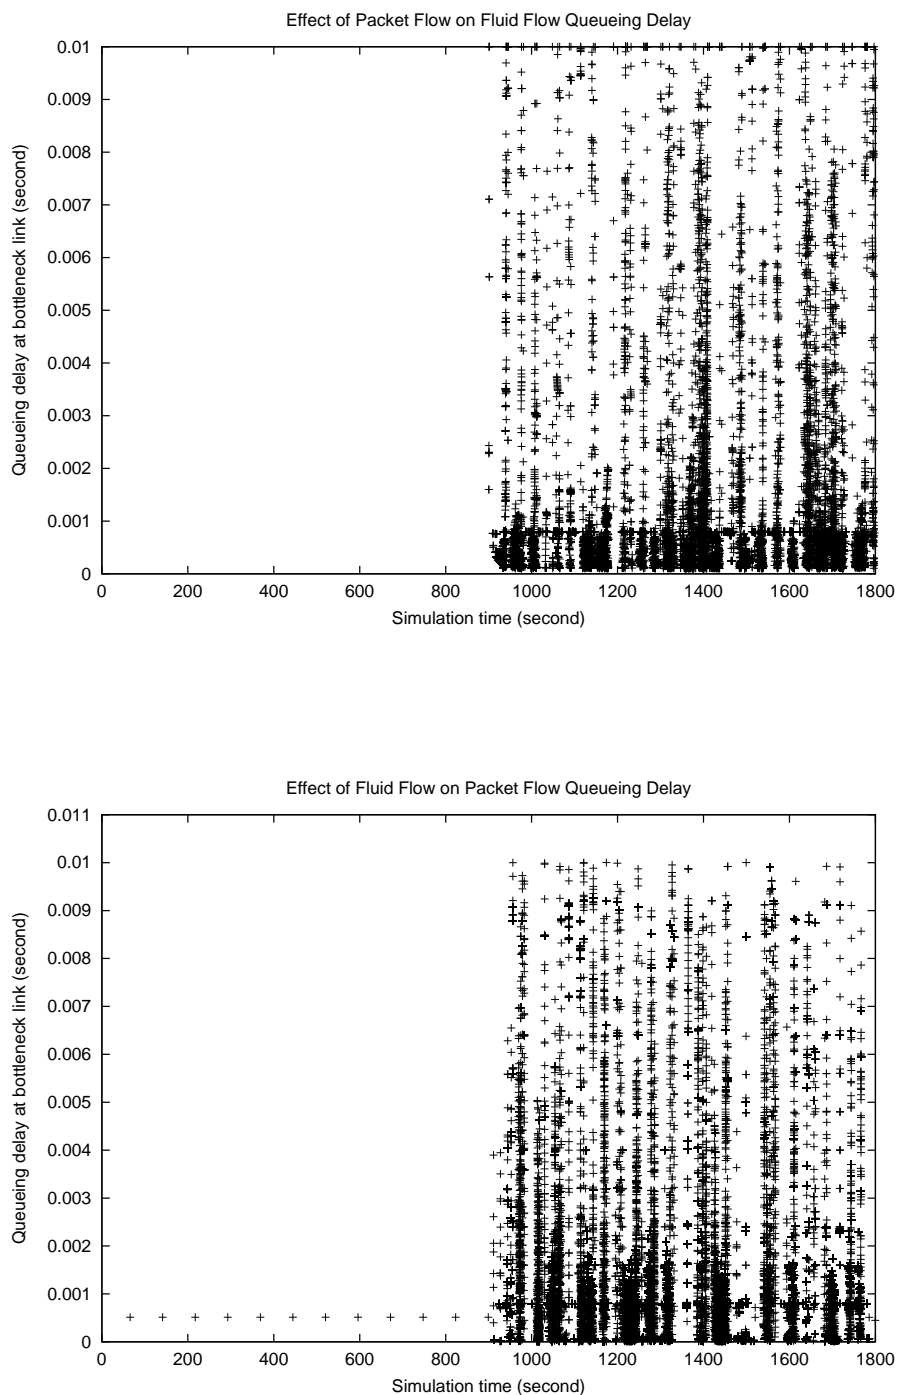 Effect of Packet Flow on Fluid Flow Queueing Delay
0.01
0.009
0.008
0.007
0.006
0.005
0.004
0.003
0.002
0.001
0
Queueing delay at bottleneck link (second)
0 200 400 600 800 1000 1200 1400 1600 1800
Simulation time (second)
Effect of Fluid Flow on Packet Flow Queueing Delay
0.011
0.01
0.009
0.008
0.007
0.006
0.005
0.004
0.003
0.002
0.001
0
Queueing delay at bottleneck link (second)
0 200 400 600 800 1000 1200 1400 1600 1800
Simulation time (second)